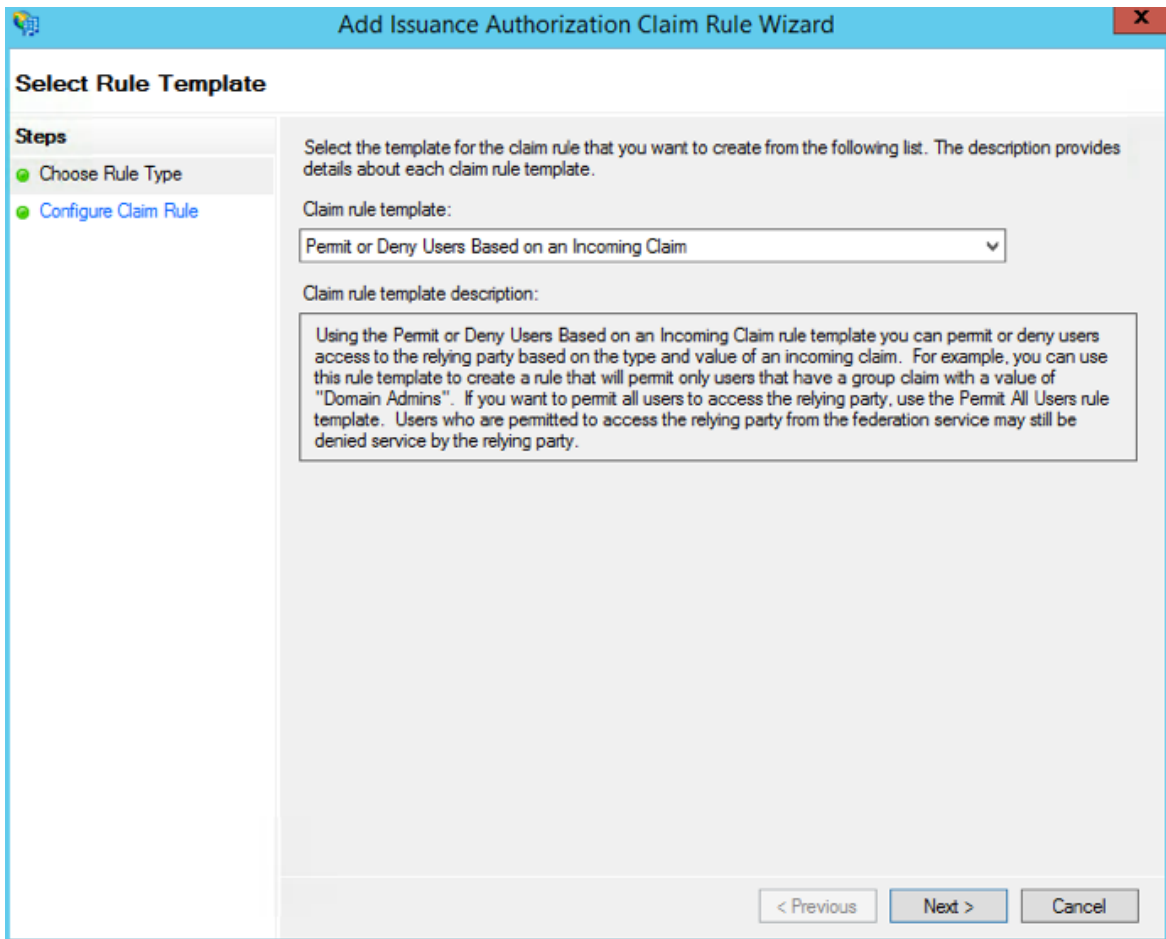 Add Issuance Authorization Claim Rule Wizard
x
Select Rule Template
Steps
Choose Rule Type
Configure Claim Rule
Select the template for the claim rule that you want to create from the following list. The description provides
details about each claim rule template.
Claim rule template:
Permit or Deny Users Based on an Incoming Claim
Claim rule template description:
Using the Permit or Deny Users Based on an Incoming Claim rule template you can permit or deny users
access to the relying party based on the type and value of an incoming claim. For example, you can use
this rule template to create a rule that will permit only users that have a group claim with a value of
"Domain Admins". If you want to permit all users to access the relying party, use the Permit All Users rule
template. Users who are permitted to access the relying party from the federation service may still be
denied service by the relying party.
< Previous
Next >
Cancel